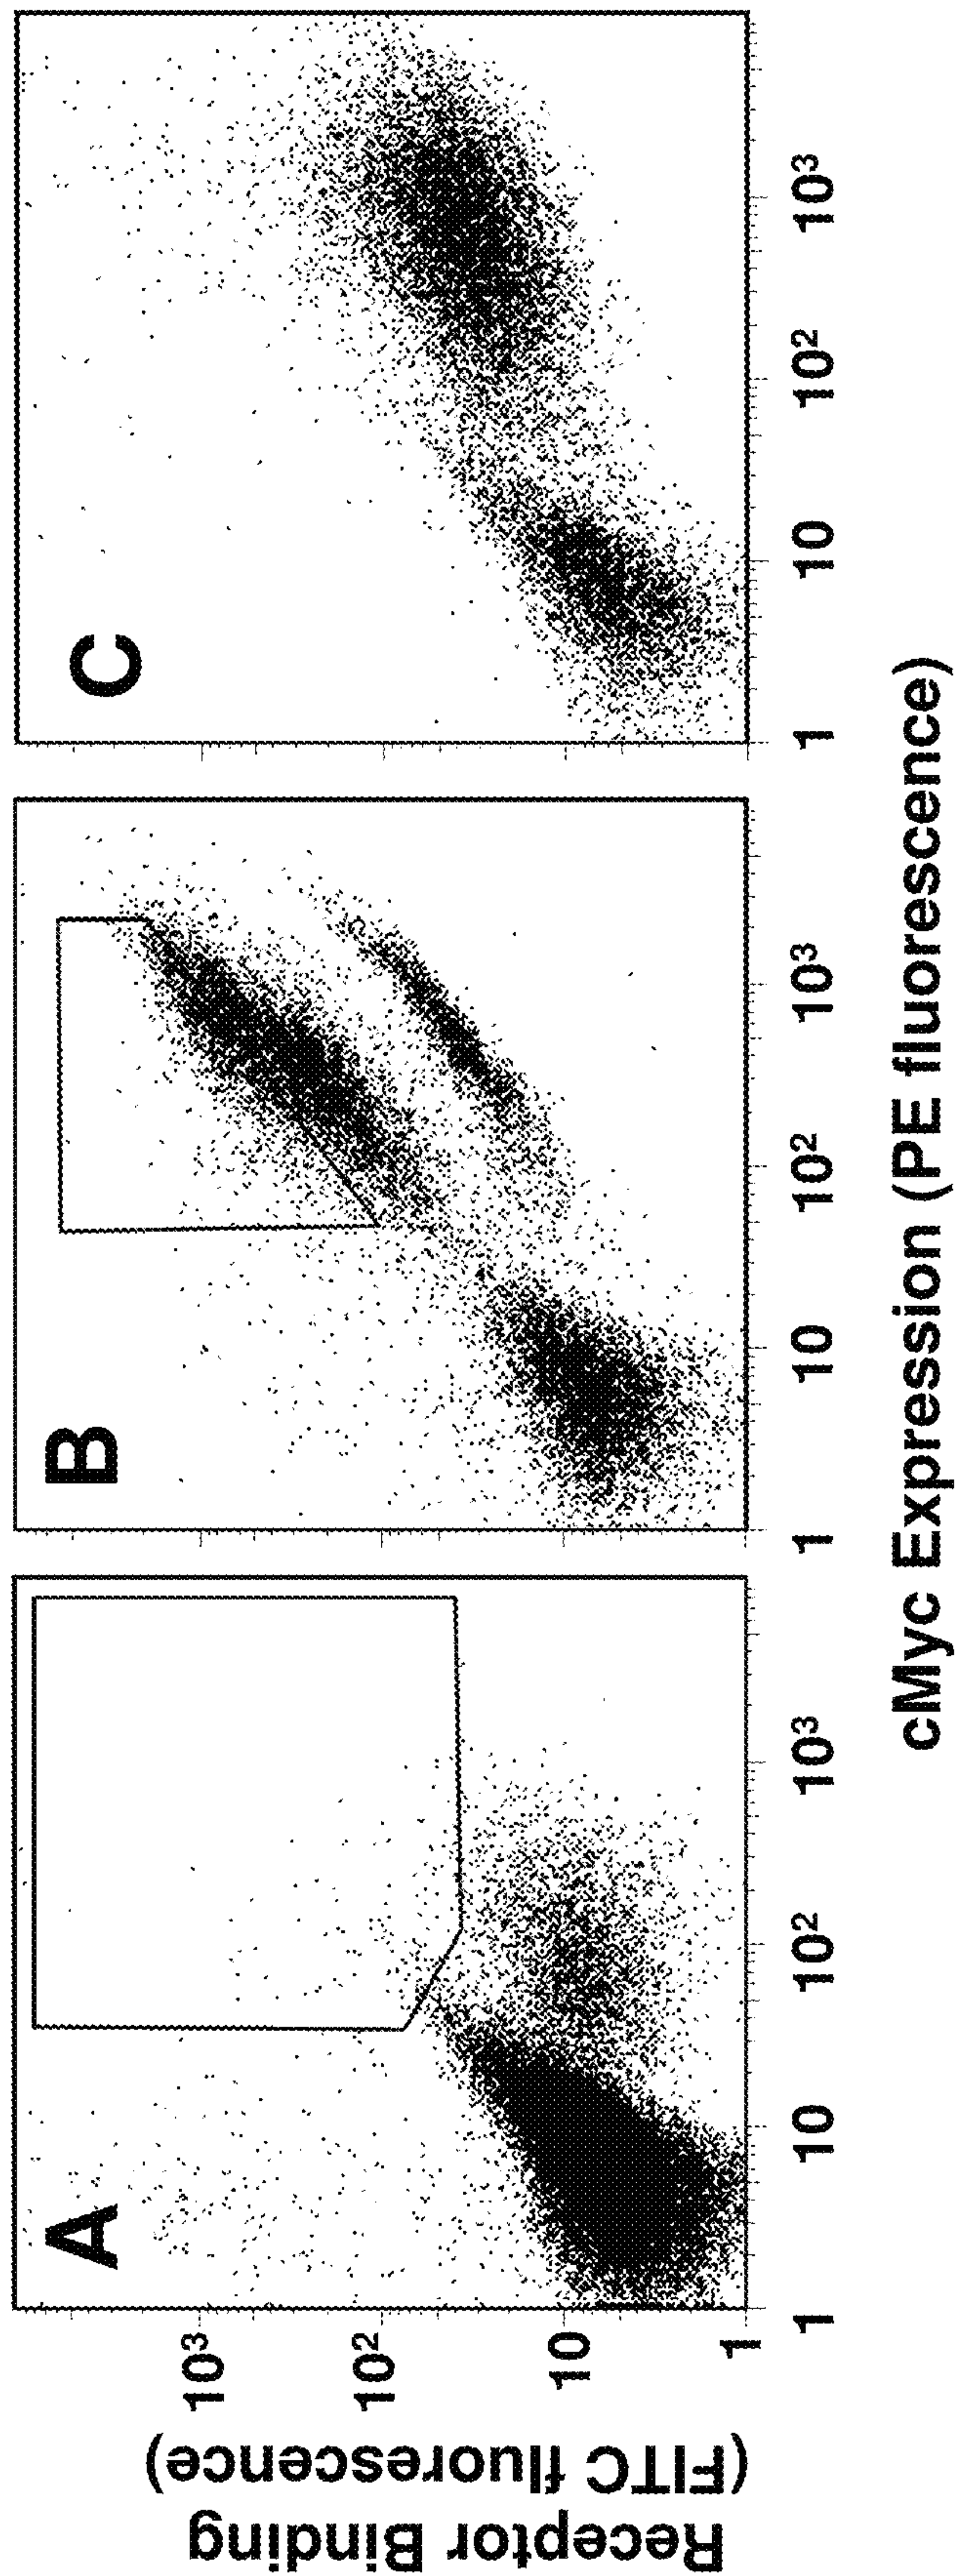 Receptor Binding
(FITC fluorescence)
A
B
C
10³
10²
10
1
1 10 10² 10³
1 10 10² 10³
1 10 10² 10³
cMyc Expression (PE fluorescence)